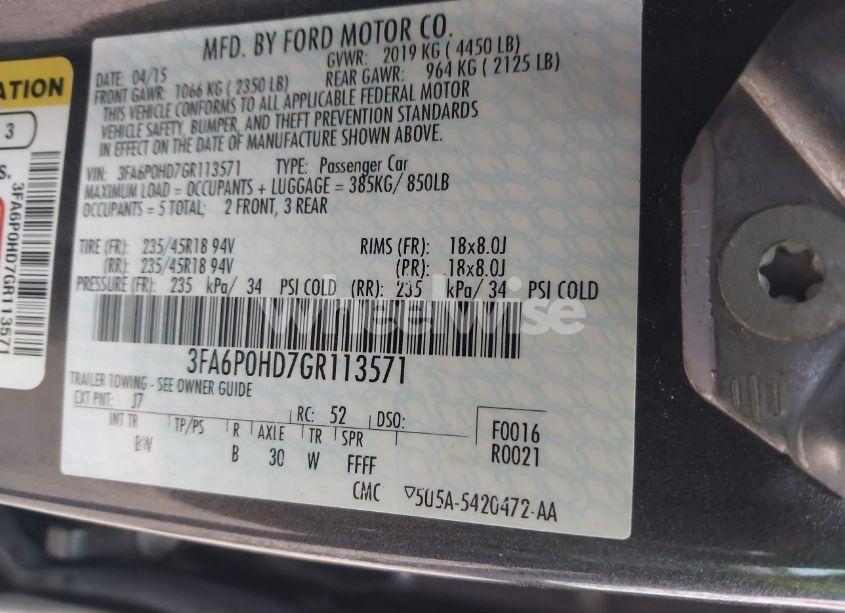 MFD. BY FORD MOTOR CO.
DATE: 04/15 GVWR: 2019 KG ( 4450 LB)
FRONT GAWR: 1066 KG ( 2350 LB) REAR GAWR: 964 KG ( 2125 LB)
THIS VEHICLE CONFORMS TO ALL APPLICABLE FEDERAL MOTOR
VEHICLE SAFETY, BUMPER, AND THEFT PREVENTION STANDARDS
IN EFFECT ON THE DATE OF MANUFACTURE SHOWN ABOVE.
VIN: 3FA6P0HD7GR113571 TYPE: Passenger Car
MAXIMUM LOAD = OCCUPANTS + LUGGAGE = 385KG/ 850LB
OCCUPANTS = 5 TOTAL; 2 FRONT, 3 REAR
TIRE (FR): 235/45R18 94V RIMS (FR): 18x8.0J
(RR): 235/45R18 94V (PR): 18x8.0J
PRESSURE (FR): 235 kPa/ 34 PSI COLD (RR): 235 kPa/ 34 PSI COLD
3FA6P0HD7GR113571
TRAILER TOWING - SEE OWNER GUIDE
EXT PNT: J7 RC: 52 DSO:
INT TR TP/PS R AXLE TR SPR F0016
BW B 30 W FFFF R0021
CMC ▽5U5A-5420472-AA
ATION
3
S.
3FA6P0HD7GR113571
wheelwise